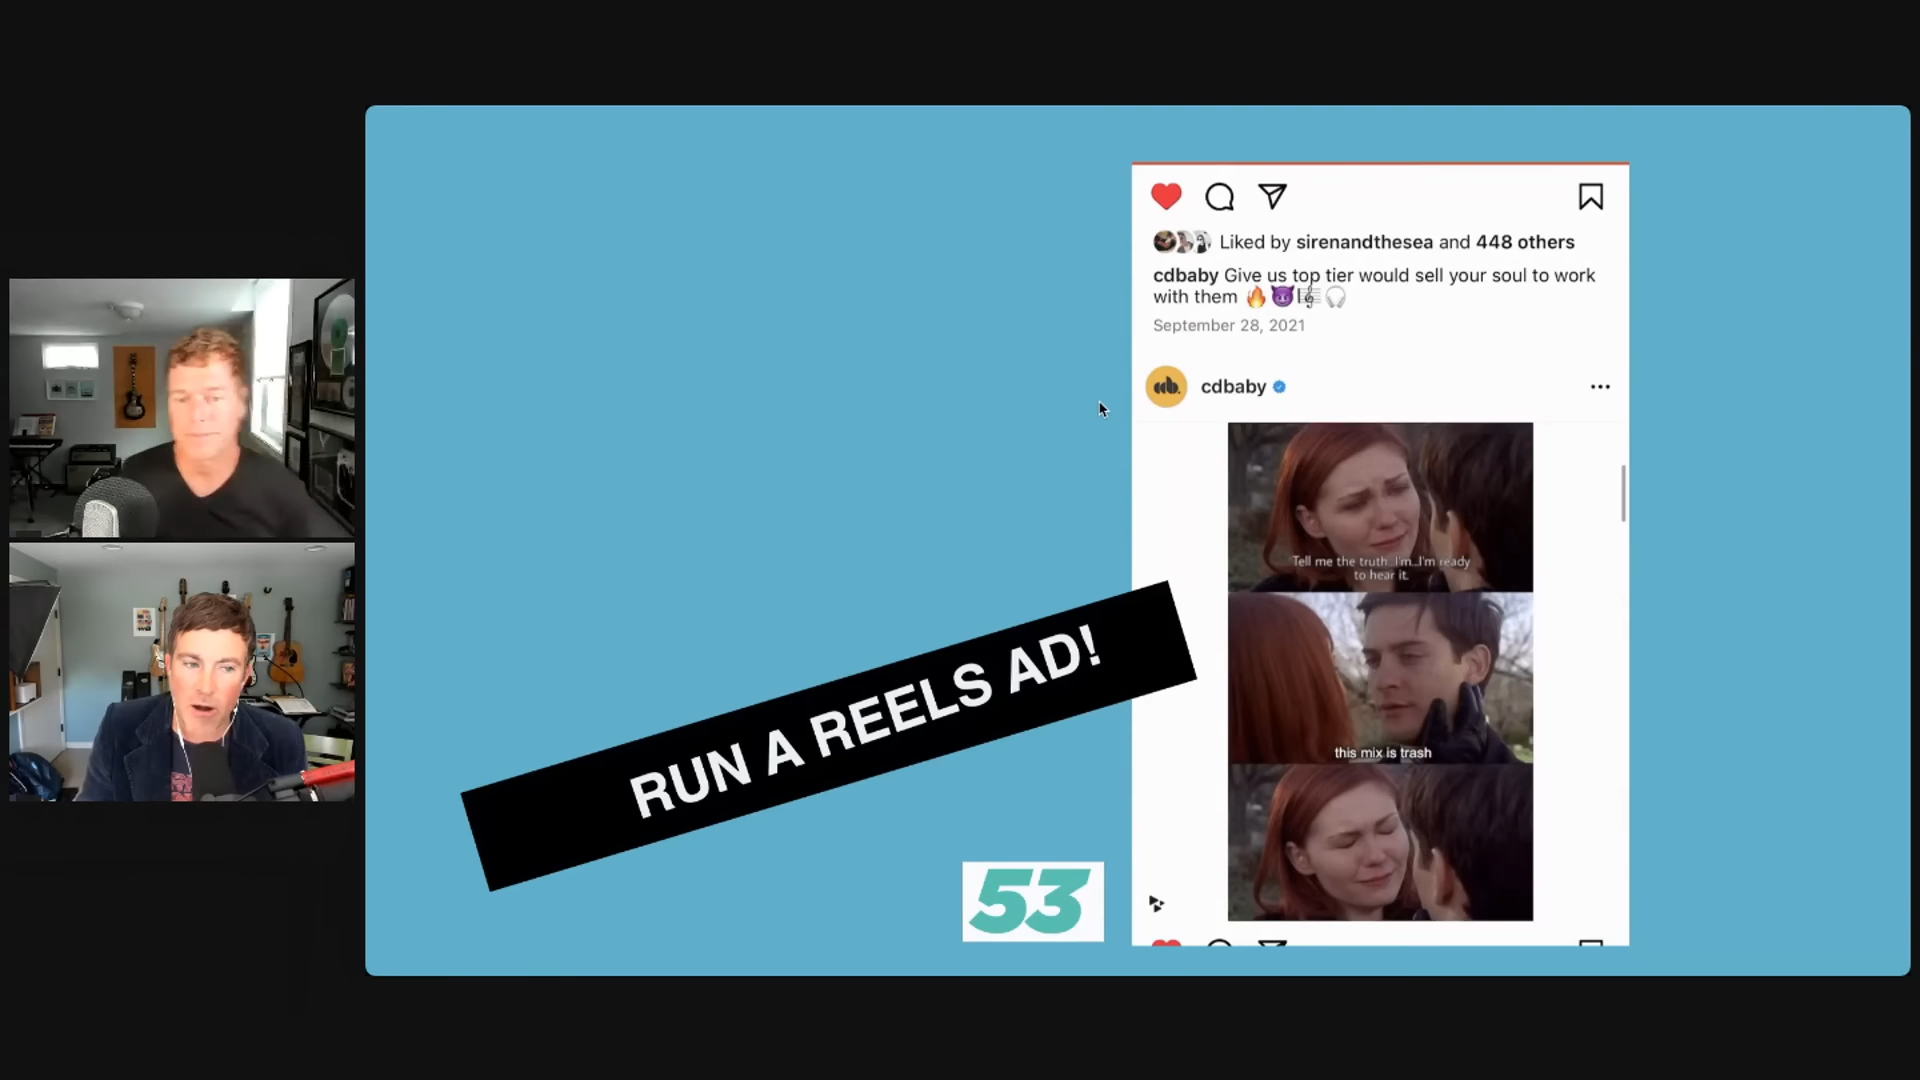 Liked by sirenandthesea and 448 others
cdbaby Give us top tier would sell your soul to work
with them 🔥😈🎼🎧
September 28, 2021
cdb.
cdbaby
Tell me the truth...I'm...I'm ready
to hear it.
this mix is trash
RUN A REELS AD!
53